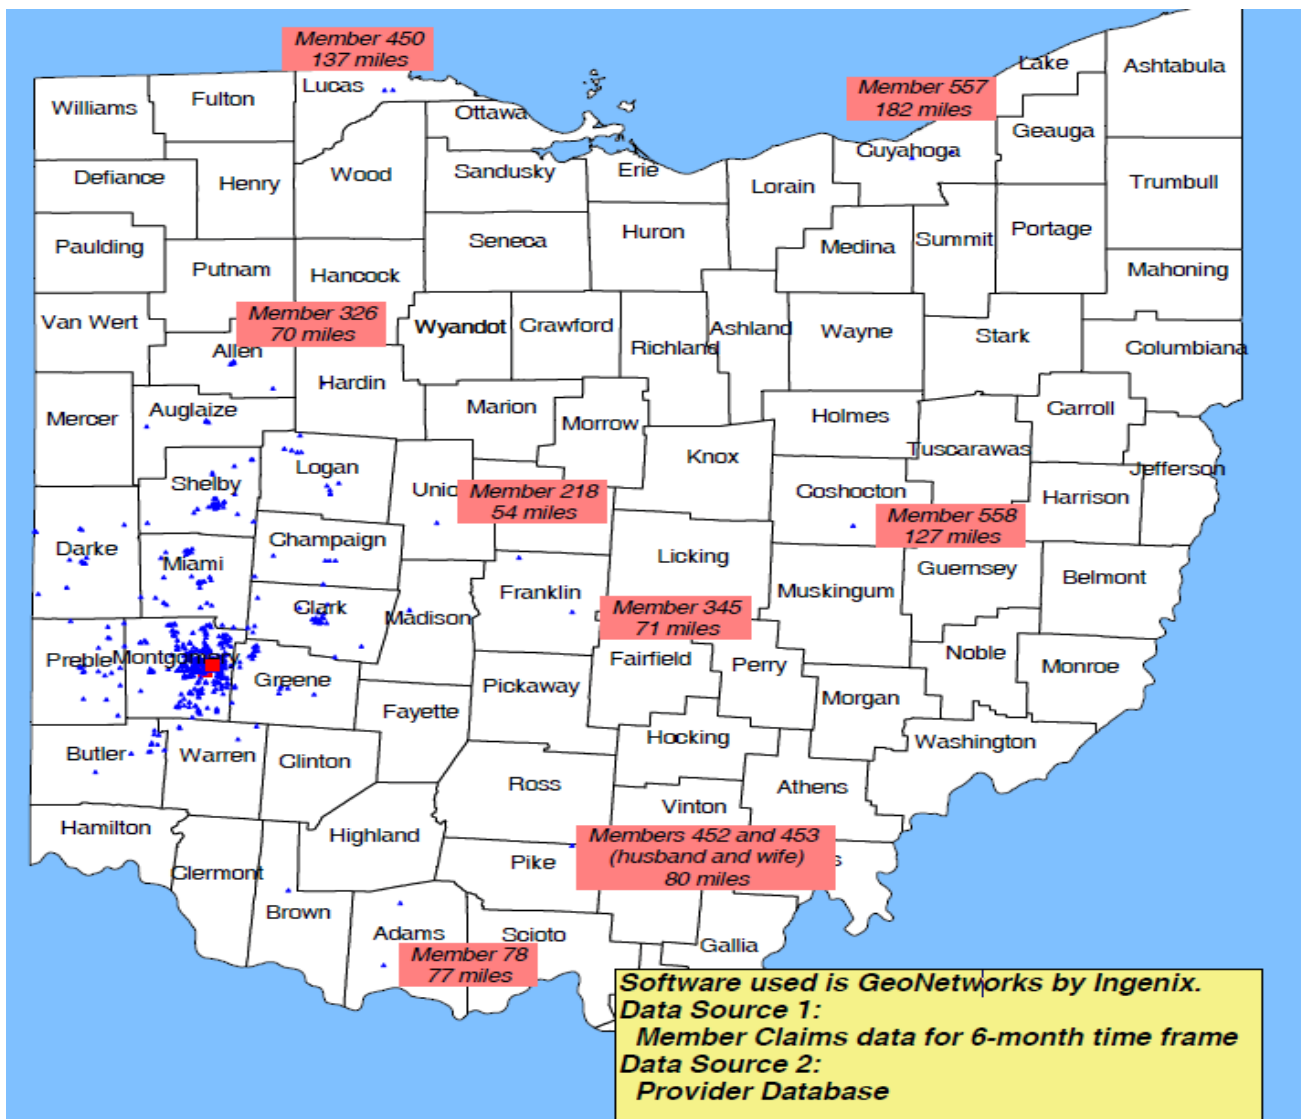 Member 450
137 miles
Member 557
182 miles
Lake
Ashtabula
Williams
Fulton
Lucas
Ottawa
Geauga
Cuyahoga
Defiance
Henry
Wood
Sandusky
Erie
Lorain
Trumbull
Paulding
Putnam
Hancock
Seneca
Huron
Medina
Summit
Portage
Mahoning
Van Wert
Member 326
70 miles
Allen
Wyandot
Crawford
Richland
Ashland
Wayne
Stark
Columbiana
Mercer
Auglaize
Hardin
Marion
Morrow
Holmes
Carroll
Tuscarawas
Jefferson
Shelby
Logan
Unio
Member 218
54 miles
Knox
Coshocton
Member 558
127 miles
Harrison
Darke
Miami
Champaign
Licking
Guernsey
Belmont
Clark
Madison
Franklin
Muskingum
Member 345
71 miles
Preble
Montgomery
Greene
Pickaway
Fairfield
Perry
Noble
Monroe
Fayette
Morgan
Butler
Warren
Clinton
Hocking
Washington
Ross
Vinton
Athens
Hamilton
Highland
Members 452 and 453
(husband and wife)
80 miles
s
Clermont
Pike
Brown
Adams
Scioto
Gallia
Member 78
77 miles
Software used is GeoNetworks by Ingenix.
Data Source 1:
Member Claims data for 6-month time frame
Data Source 2:
Provider Database